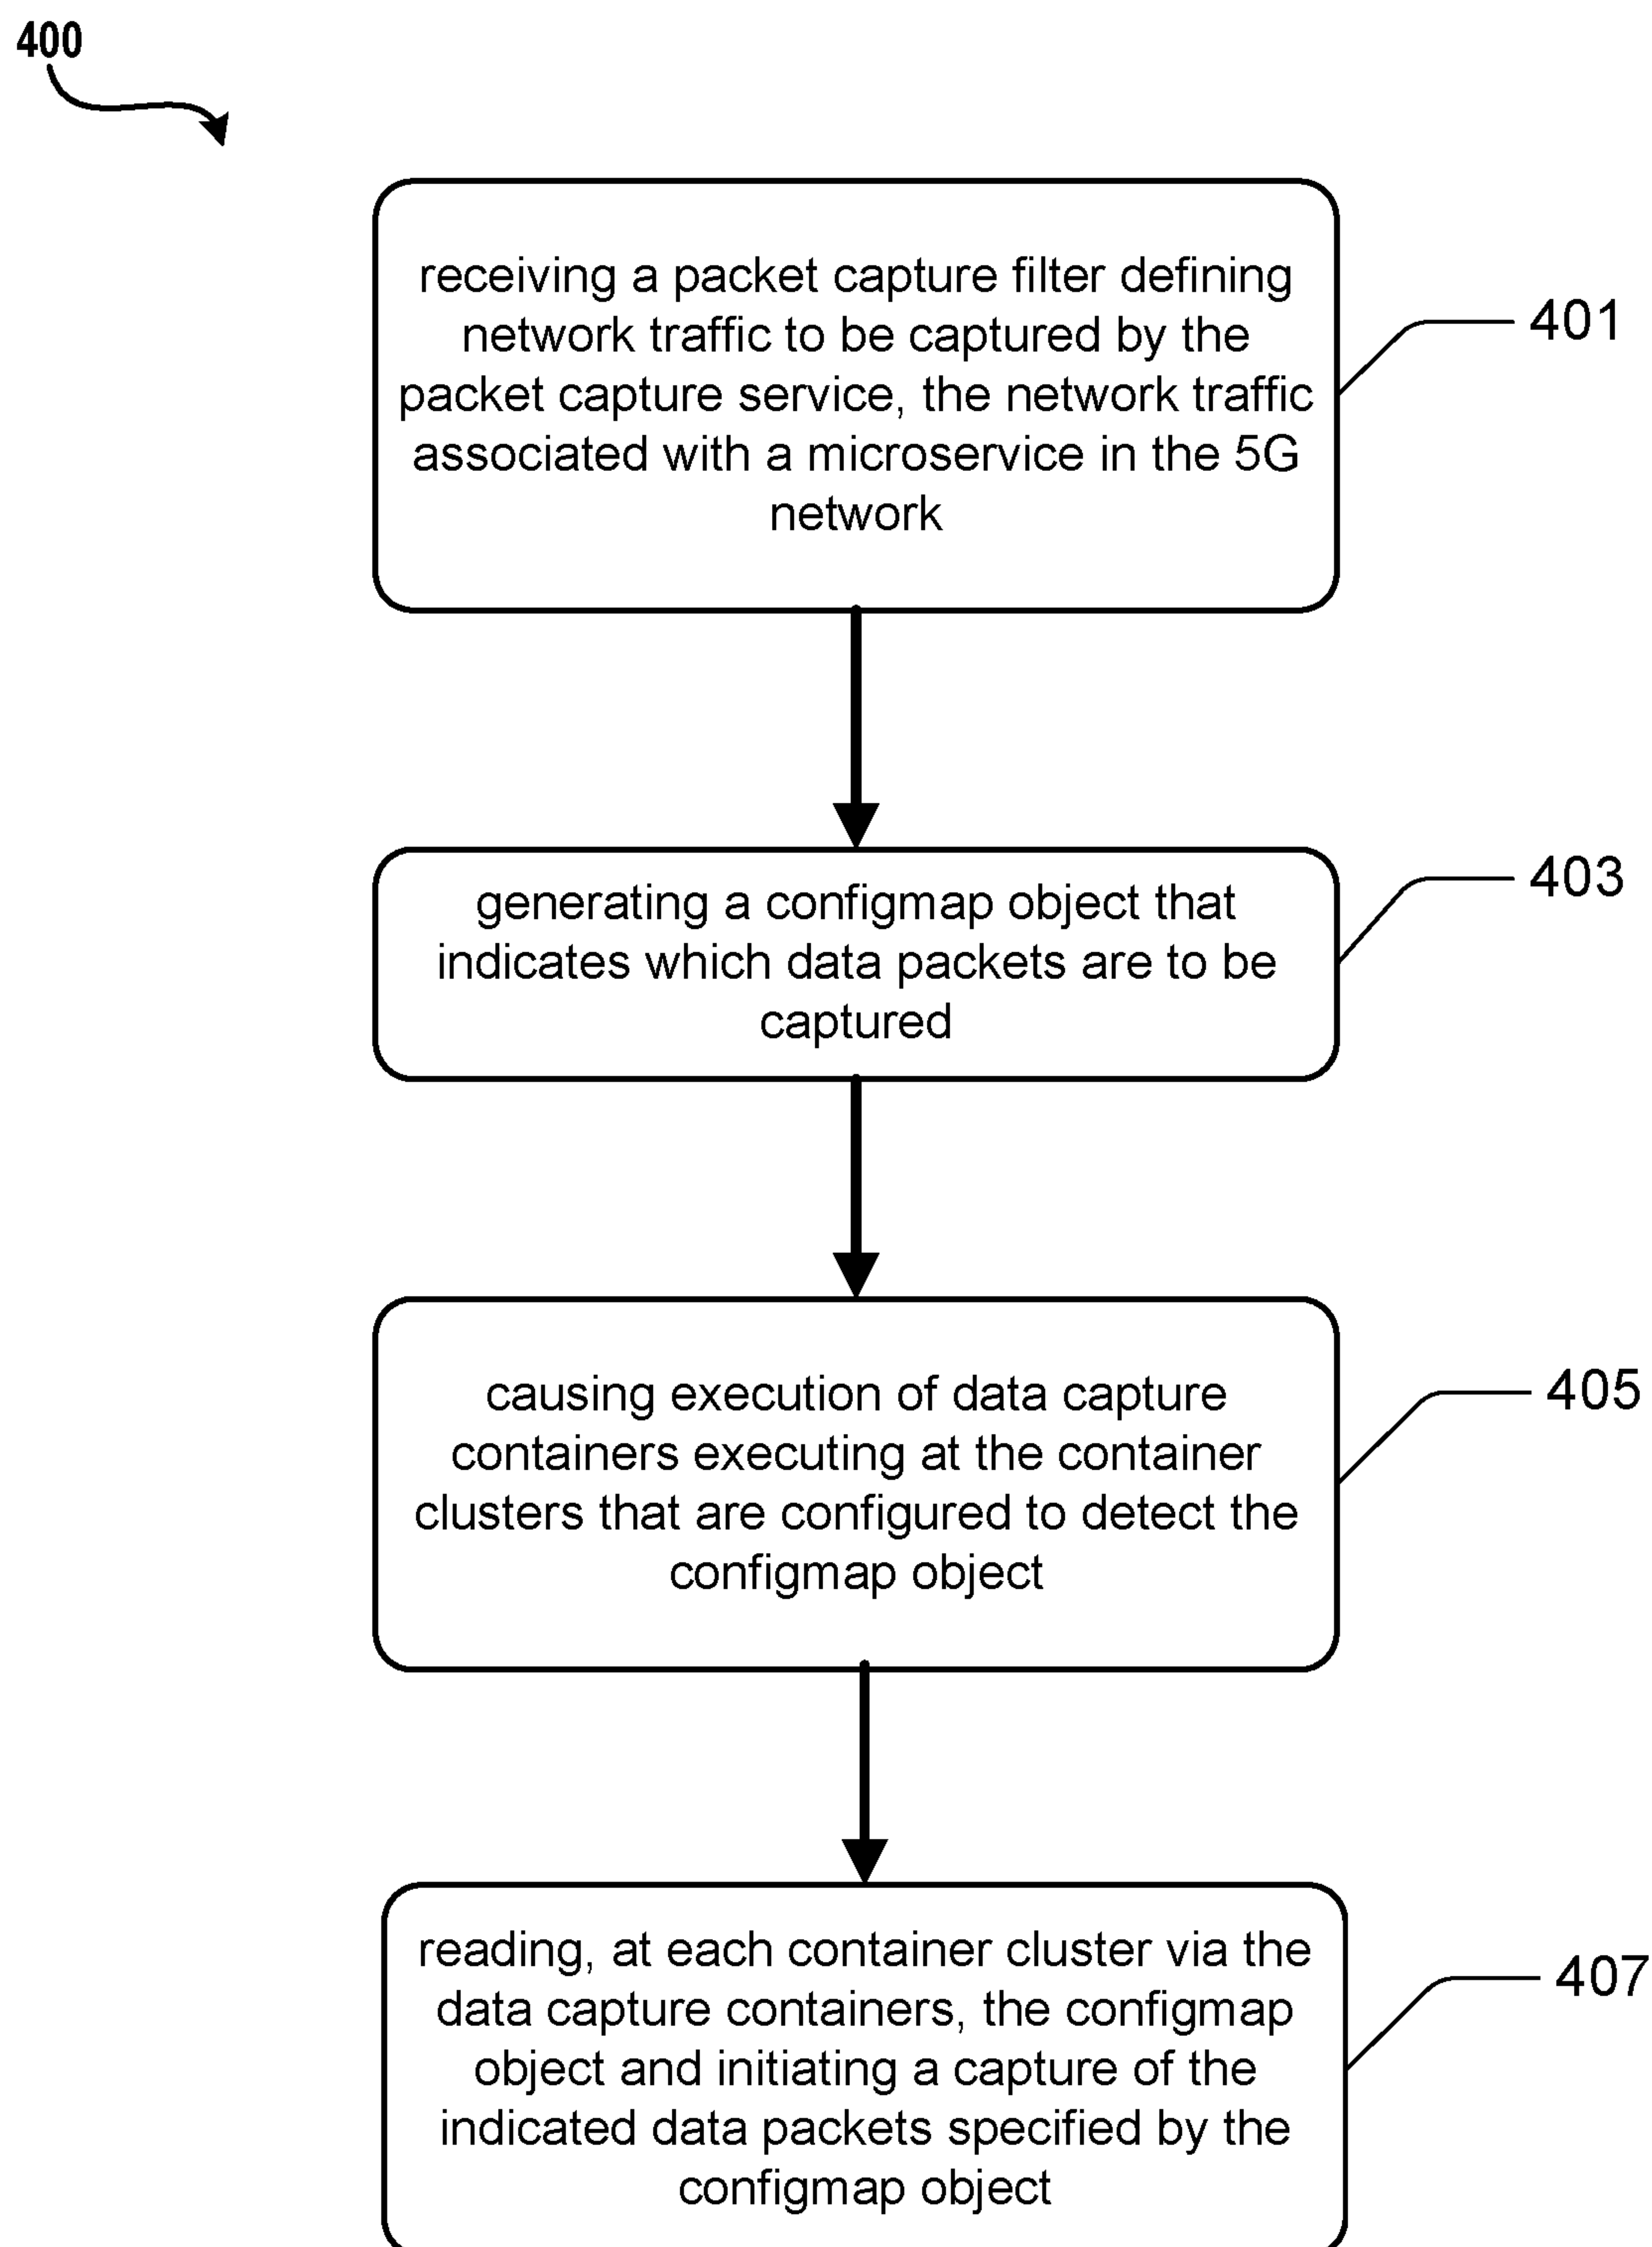 400
receiving a packet capture filter defining
network traffic to be captured by the
packet capture service, the network traffic
associated with a microservice in the 5G
network
401
generating a configmap object that
indicates which data packets are to be
captured
403
causing execution of data capture
containers executing at the container
clusters that are configured to detect the
configmap object
405
reading, at each container cluster via the
data capture containers, the configmap
object and initiating a capture of the
indicated data packets specified by the
configmap object
407